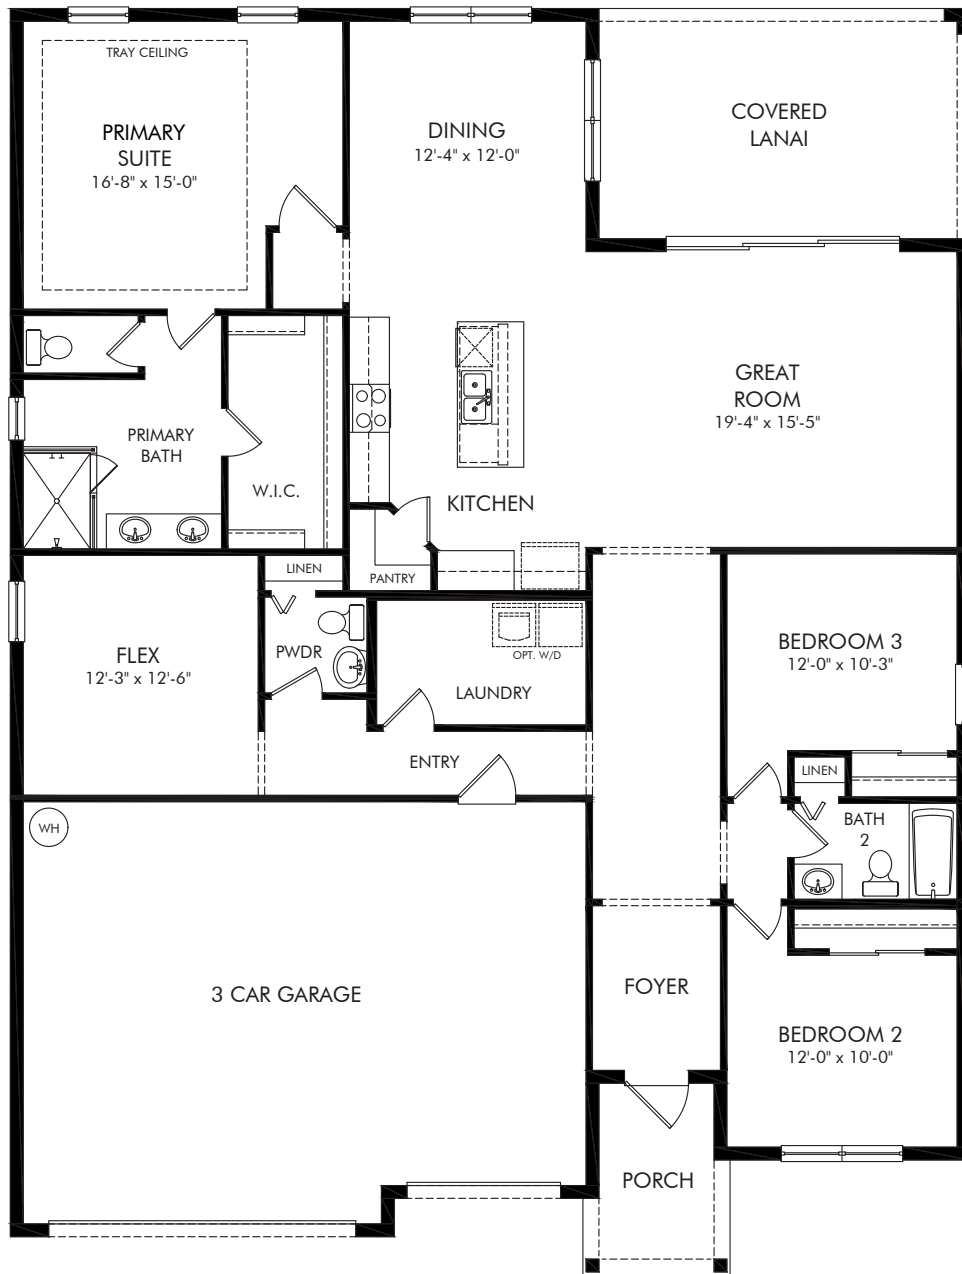 TRAY CEILING
PRIMARY
SUITE
16'-8" x 15'-0"
DINING
12'-4" x 12'-0"
COVERED
LANAI
GREAT
ROOM
19'-4" x 15'-5"
PRIMARY
BATH
W.I.C.
KITCHEN
LINEN
PANTRY
FLEX
12'-3" x 12'-6"
PWDR
OPT. W/D
LAUNDRY
BEDROOM 3
12'-0" x 10'-3"
ENTRY
LINEN
WH
BATH
2
3 CAR GARAGE
FOYER
BEDROOM 2
12'-0" x 10'-0"
PORCH